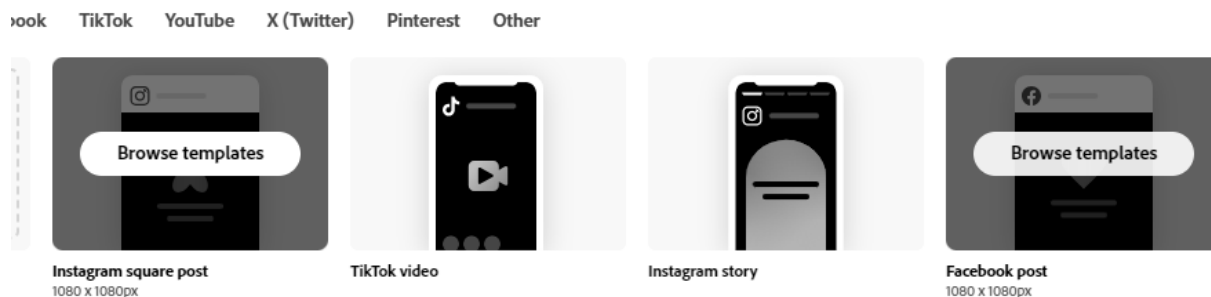 ook TikTok YouTube X (Twitter) Pinterest Other
Browse templates
Browse templates
Instagram square post
1080 x 1080px
TikTok video
Instagram story
Facebook post
1080 x 1080px